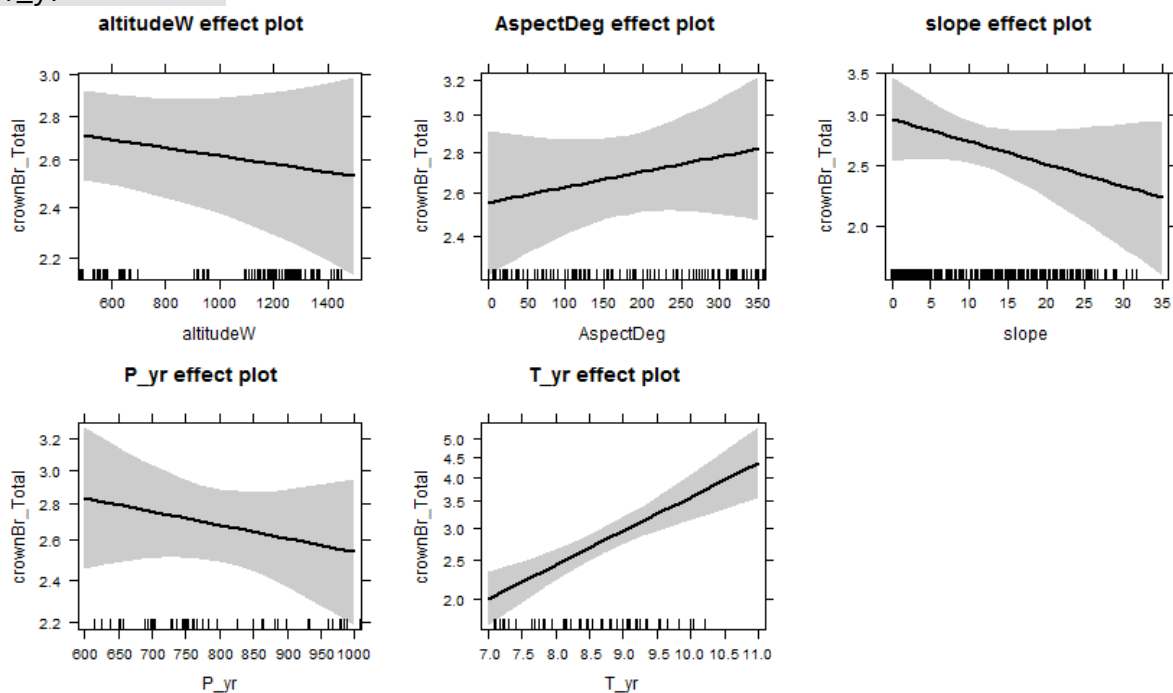 altitudeW effect plot
AspectDeg effect plot
slope effect plot
crownBr_Total
3.0
2.8
2.6
2.4
2.2
600 800 1000 1200 1400
altitudeW
crownBr_Total
3.2
3.0
2.8
2.6
2.4
0 50 100 150 200 250 300 350
AspectDeg
crownBr_Total
3.5
3.0
2.5
2.0
0 5 10 15 20 25 30 35
slope
P_yr effect plot
T_yr effect plot
crownBr_Total
3.2
3.0
2.8
2.6
2.4
2.2
600 650 700 750 800 850 900 950 1000
P_yr
crownBr_Total
5.0
4.5
4.0
3.5
3.0
2.5
2.0
7.0 7.5 8.0 8.5 9.0 9.5 10.0 10.5 11.0
T_yr